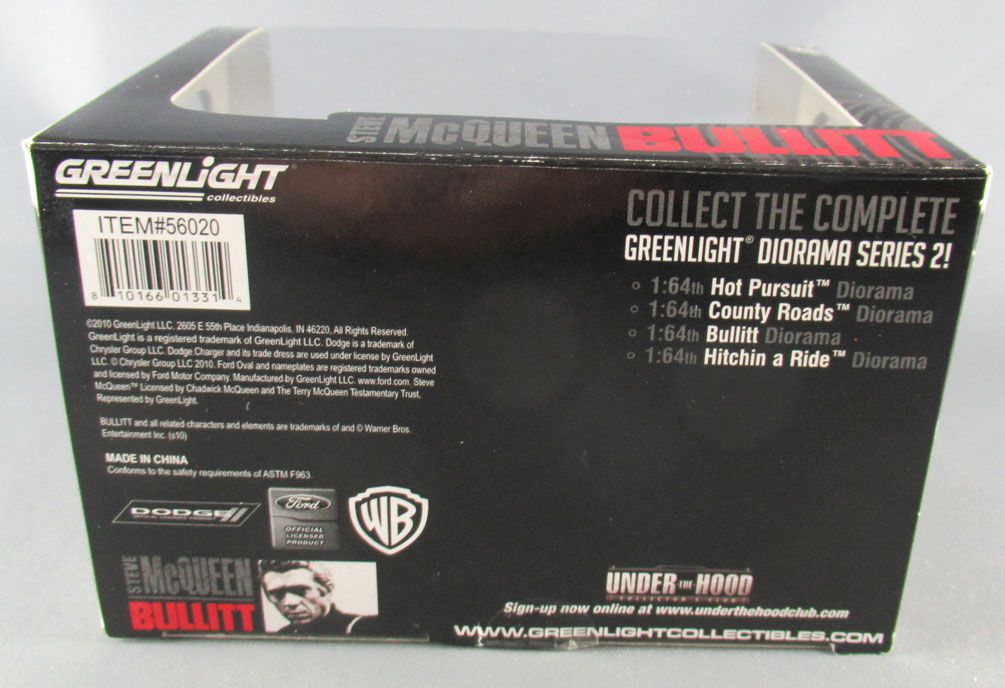 STEVE McQUEEN BULLITT
GREENLiGHT®
collectibles
ITEM#56020
8 10166 01331 4
©2010 GreenLight LLC. 2605 E 55th Place Indianapolis, IN 46220, All Rights Reserved.
GreenLight is a registered trademark of GreenLight LLC. Dodge is a trademark of
Chrysler Group LLC. Dodge Charger and its trade dress are used under license by GreenLight
LLC. © Chrysler Group LLC 2010. Ford Oval and nameplates are registered trademarks owned
and licensed by Ford Motor Company. Manufactured by GreenLight LLC. www.ford.com. Steve
McQueen™ Licensed by Chadwick McQueen and The Terry McQueen Testamentary Trust,
Represented by GreenLight.
BULLITT and all related characters and elements are trademarks of and © Warner Bros.
Entertainment Inc. (s10)
MADE IN CHINA
Conforms to the safety requirements of ASTM F963.
DODGE
OFFICIAL LICENSED PRODUCT
Ford
OFFICIAL
LICENSED
PRODUCT
WB
STEVE McQUEEN
BULLITT
COLLECT THE COMPLETE
GREENLIGHT® DIORAMA SERIES 2!
○ 1:64th Hot Pursuit™ Diorama
○ 1:64th County Roads™ Diorama
○ 1:64th Bullitt Diorama
○ 1:64th Hitchin a Ride™ Diorama
UNDER THE HOOD
COLLECTOR'S CLUB
Sign-up now online at www.underthehoodclub.com
WWW.GREENLIGHTCOLLECTIBLES.COM